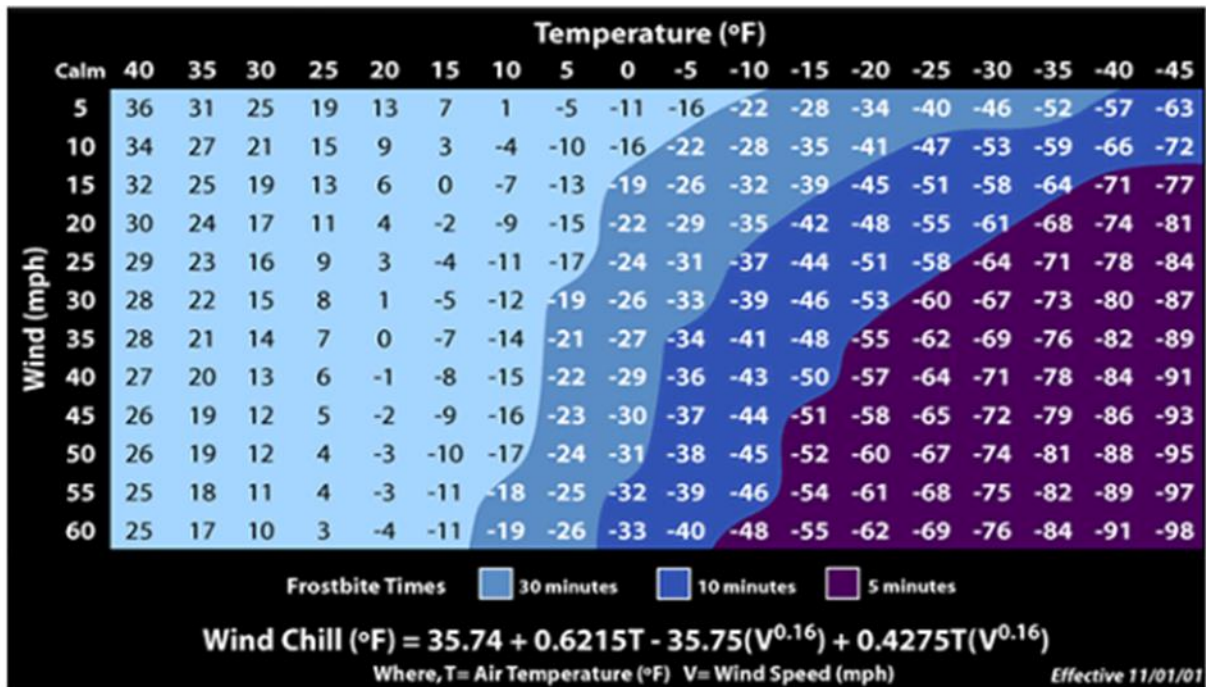 Temperature (ºF)
Calm 40 35 30 25 20 15 10 5 0 -5 -10 -15 -20 -25 -30 -35 -40 -45
5 36 31 25 19 13 7 1 -5 -11 -16 -22 -28 -34 -40 -46 -52 -57 -63
10 34 27 21 15 9 3 -4 -10 -16 -22 -28 -35 -41 -47 -53 -59 -66 -72
15 32 25 19 13 6 0 -7 -13 -19 -26 -32 -39 -45 -51 -58 -64 -71 -77
20 30 24 17 11 4 -2 -9 -15 -22 -29 -35 -42 -48 -55 -61 -68 -74 -81
25 29 23 16 9 3 -4 -11 -17 -24 -31 -37 -44 -51 -58 -64 -71 -78 -84
30 28 22 15 8 1 -5 -12 -19 -26 -33 -39 -46 -53 -60 -67 -73 -80 -87
35 28 21 14 7 0 -7 -14 -21 -27 -34 -41 -48 -55 -62 -69 -76 -82 -89
40 27 20 13 6 -1 -8 -15 -22 -29 -36 -43 -50 -57 -64 -71 -78 -84 -91
45 26 19 12 5 -2 -9 -16 -23 -30 -37 -44 -51 -58 -65 -72 -79 -86 -93
50 26 19 12 4 -3 -10 -17 -24 -31 -38 -45 -52 -60 -67 -74 -81 -88 -95
55 25 18 11 4 -3 -11 -18 -25 -32 -39 -46 -54 -61 -68 -75 -82 -89 -97
60 25 17 10 3 -4 -11 -19 -26 -33 -40 -48 -55 -62 -69 -76 -84 -91 -98
Wind (mph)
Frostbite Times 30 minutes 10 minutes 5 minutes
Wind Chill (ºF) = 35.74 + 0.6215T - 35.75(V^0.16) + 0.4275T(V^0.16)
Where, T= Air Temperature (ºF) V= Wind Speed (mph) Effective 11/01/01